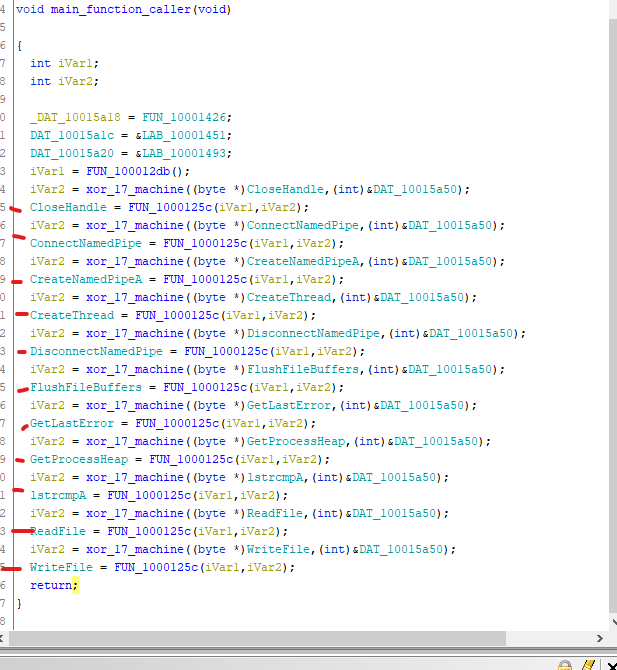 4 void main_function_caller(void)
5
6 {
7 int iVar1;
8 int iVar2;
9
0 _DAT_10015a18 = FUN_10001426;
1 DAT_10015a1c = &LAB_10001451;
2 DAT_10015a20 = &LAB_10001493;
3 iVar1 = FUN_100012db();
4 iVar2 = xor_17_machine((byte *)CloseHandle,(int)&DAT_10015a50);
5 CloseHandle = FUN_1000125c(iVar1,iVar2);
6 iVar2 = xor_17_machine((byte *)ConnectNamedPipe,(int)&DAT_10015a50);
7 ConnectNamedPipe = FUN_1000125c(iVar1,iVar2);
8 iVar2 = xor_17_machine((byte *)CreateNamedPipeA,(int)&DAT_10015a50);
9 CreateNamedPipeA = FUN_1000125c(iVar1,iVar2);
0 iVar2 = xor_17_machine((byte *)CreateThread,(int)&DAT_10015a50);
1 CreateThread = FUN_1000125c(iVar1,iVar2);
2 iVar2 = xor_17_machine((byte *)DisconnectNamedPipe,(int)&DAT_10015a50);
3 DisconnectNamedPipe = FUN_1000125c(iVar1,iVar2);
4 iVar2 = xor_17_machine((byte *)FlushFileBuffers,(int)&DAT_10015a50);
5 FlushFileBuffers = FUN_1000125c(iVar1,iVar2);
6 iVar2 = xor_17_machine((byte *)GetLastError,(int)&DAT_10015a50);
7 GetLastError = FUN_1000125c(iVar1,iVar2);
8 iVar2 = xor_17_machine((byte *)GetProcessHeap,(int)&DAT_10015a50);
9 GetProcessHeap = FUN_1000125c(iVar1,iVar2);
0 iVar2 = xor_17_machine((byte *)lstrcmpA,(int)&DAT_10015a50);
1 lstrcmpA = FUN_1000125c(iVar1,iVar2);
2 iVar2 = xor_17_machine((byte *)ReadFile,(int)&DAT_10015a50);
3 ReadFile = FUN_1000125c(iVar1,iVar2);
4 iVar2 = xor_17_machine((byte *)WriteFile,(int)&DAT_10015a50);
5 WriteFile = FUN_1000125c(iVar1,iVar2);
6 return;
7 }
8